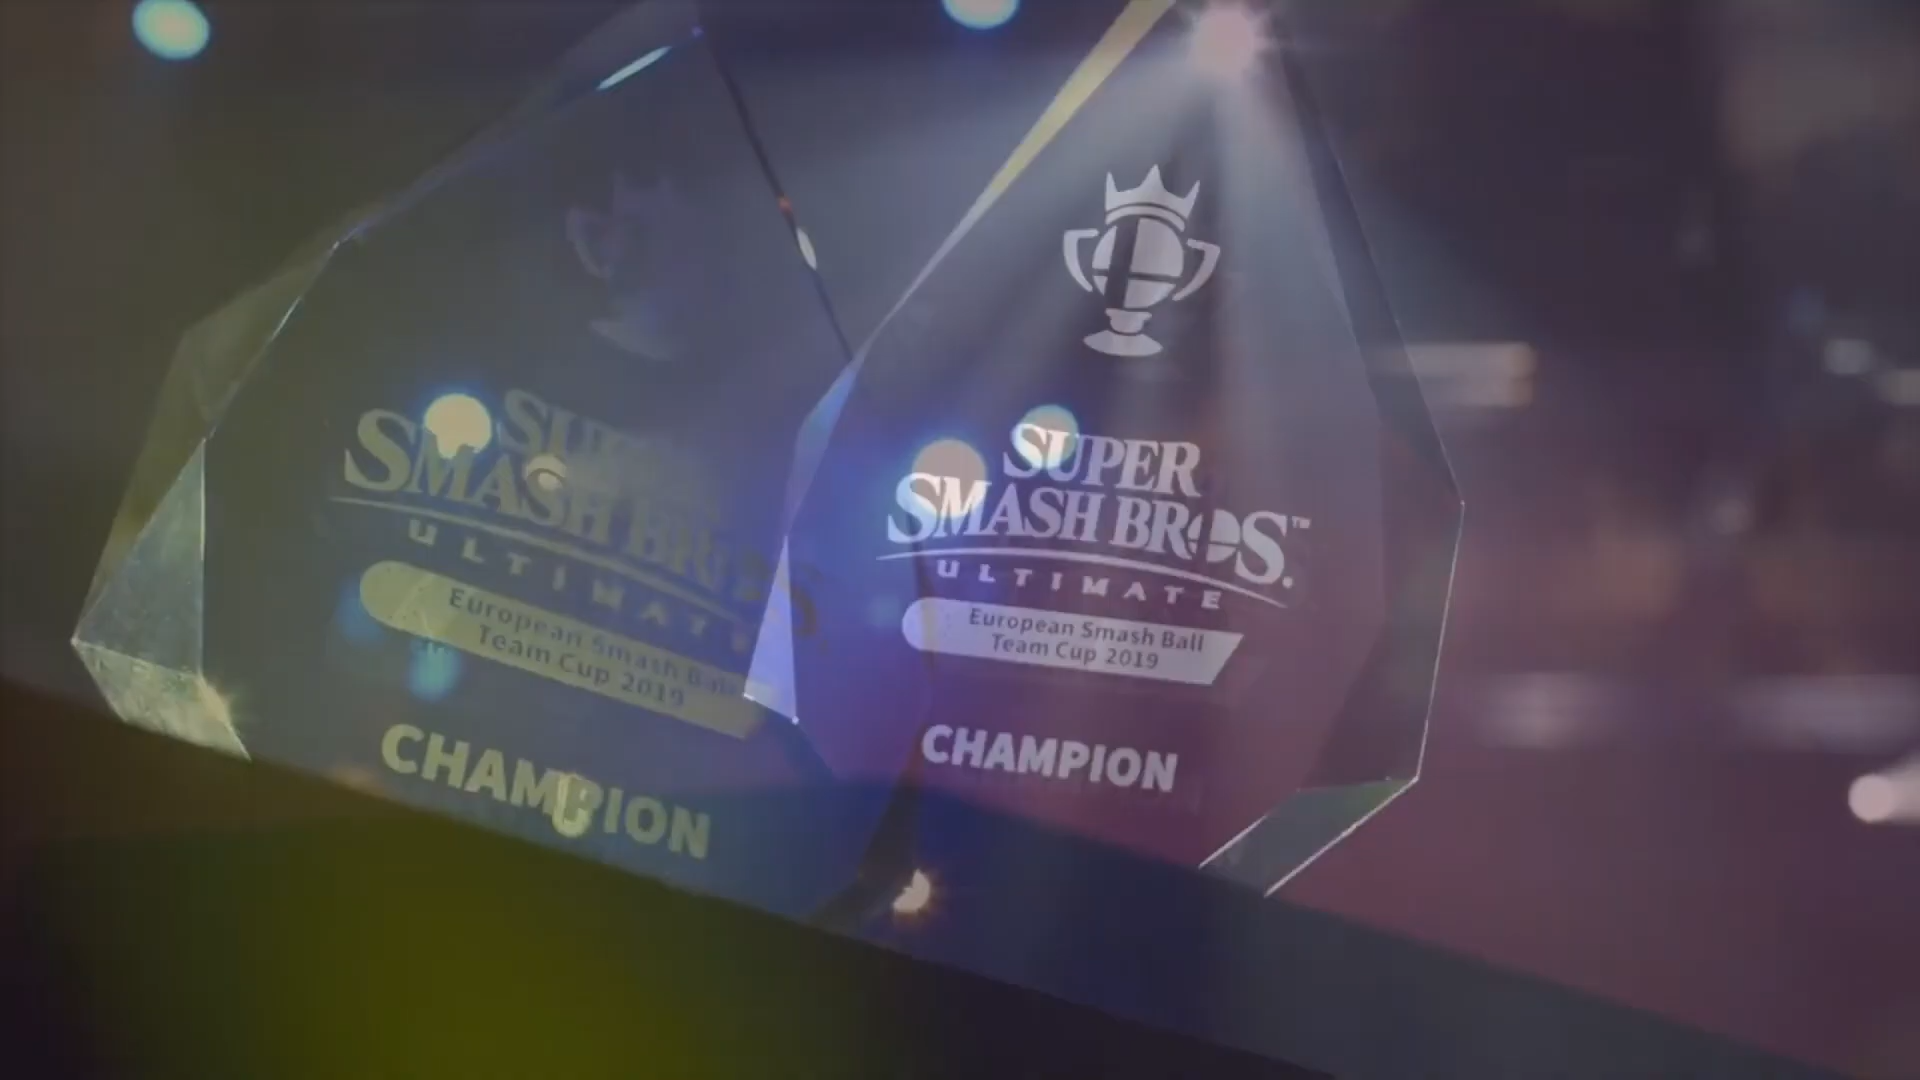 SUPER
SMASH BROS.™
ULTIMATE
European Smash Ball
Team Cup 2019
CHAMPION
SUPER
SMASH BROS.
ULTIMATE
European Smash Ball
Team Cup 2019
CHAMPION